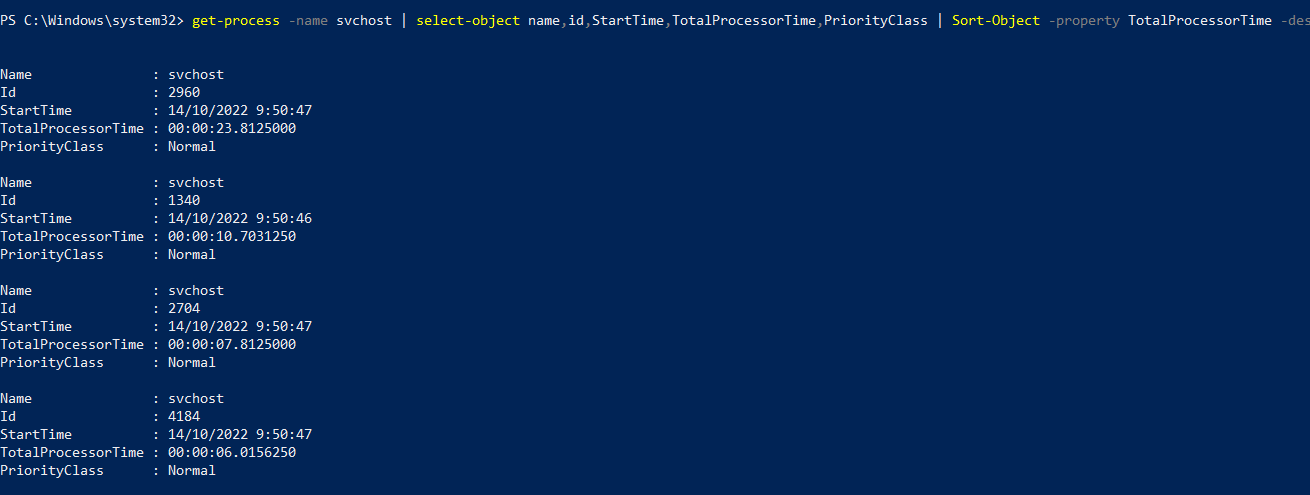 PS C:\Windows\system32> get-process -name svchost | select-object name,id,StartTime,TotalProcessorTime,PriorityClass | Sort-Object -property TotalProcessorTime -des
Name : svchost
Id : 2960
StartTime : 14/10/2022 9:50:47
TotalProcessorTime : 00:00:23.8125000
PriorityClass : Normal
Name : svchost
Id : 1340
StartTime : 14/10/2022 9:50:46
TotalProcessorTime : 00:00:10.7031250
PriorityClass : Normal
Name : svchost
Id : 2704
StartTime : 14/10/2022 9:50:47
TotalProcessorTime : 00:00:07.8125000
PriorityClass : Normal
Name : svchost
Id : 4184
StartTime : 14/10/2022 9:50:47
TotalProcessorTime : 00:00:06.0156250
PriorityClass : Normal